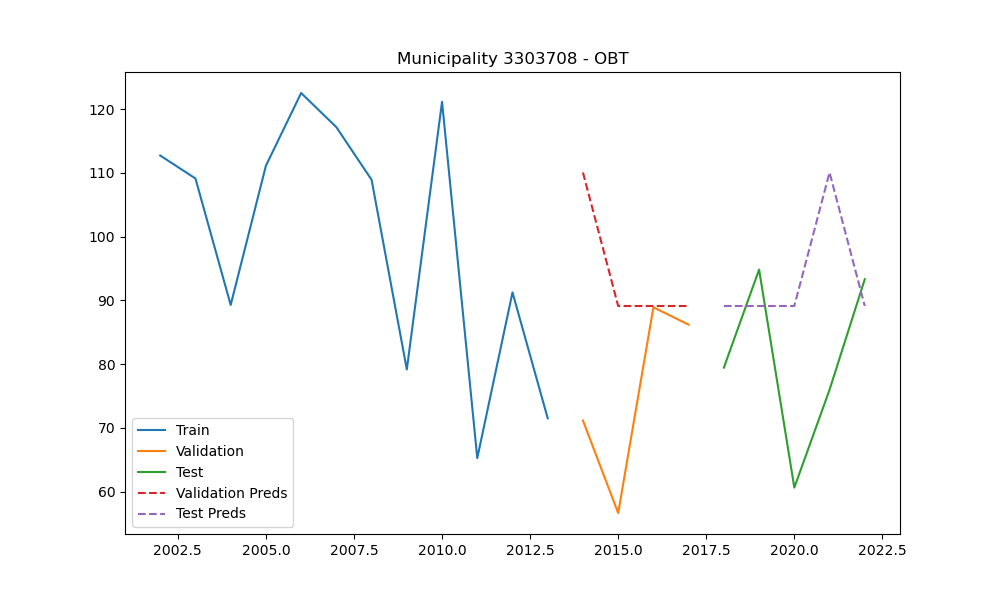 Municipality 3303708 - OBT
120
110
100
90
80
70
60
Train
Validation
Test
Validation Preds
Test Preds
2002.5 2005.0 2007.5 2010.0 2012.5 2015.0 2017.5 2020.0 2022.5